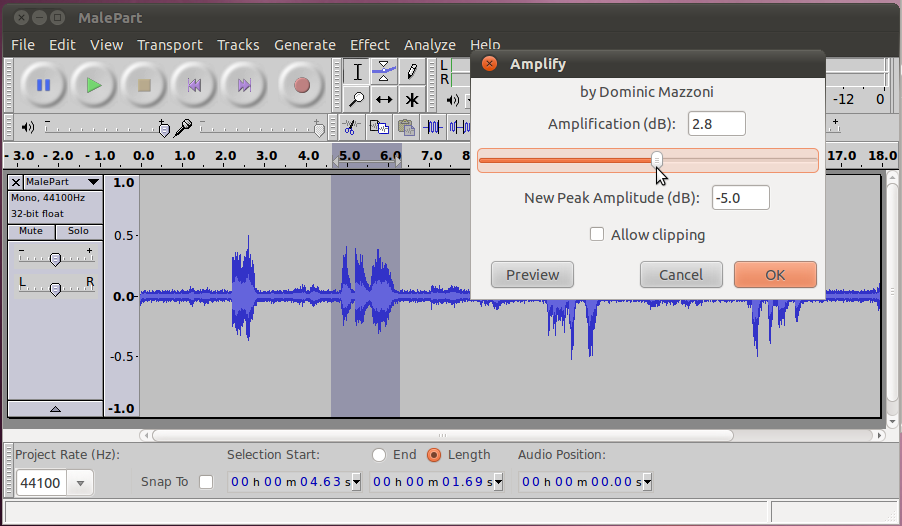 MalePart
File Edit View Transport Tracks Generate Effect Analyze Help
Amplify
by Dominic Mazzoni
Amplification (dB): 2.8
New Peak Amplitude (dB): -5.0
Allow clipping
Preview Cancel OK
L
R
-12 0
- 3.0 - 2.0 - 1.0 0.0 1.0 2.0 3.0 4.0 5.0 6.0 7.0 8.0 17.0 18.0
MalePart
Mono, 44100Hz
32-bit float
Mute Solo
- +
L R
1.0
0.5
0.0
-0.5
-1.0
Project Rate (Hz): Selection Start: End Length Audio Position:
44100 Snap To 00 h 00 m 04.63 s 00 h 00 m 01.69 s 00 h 00 m 00.00 s